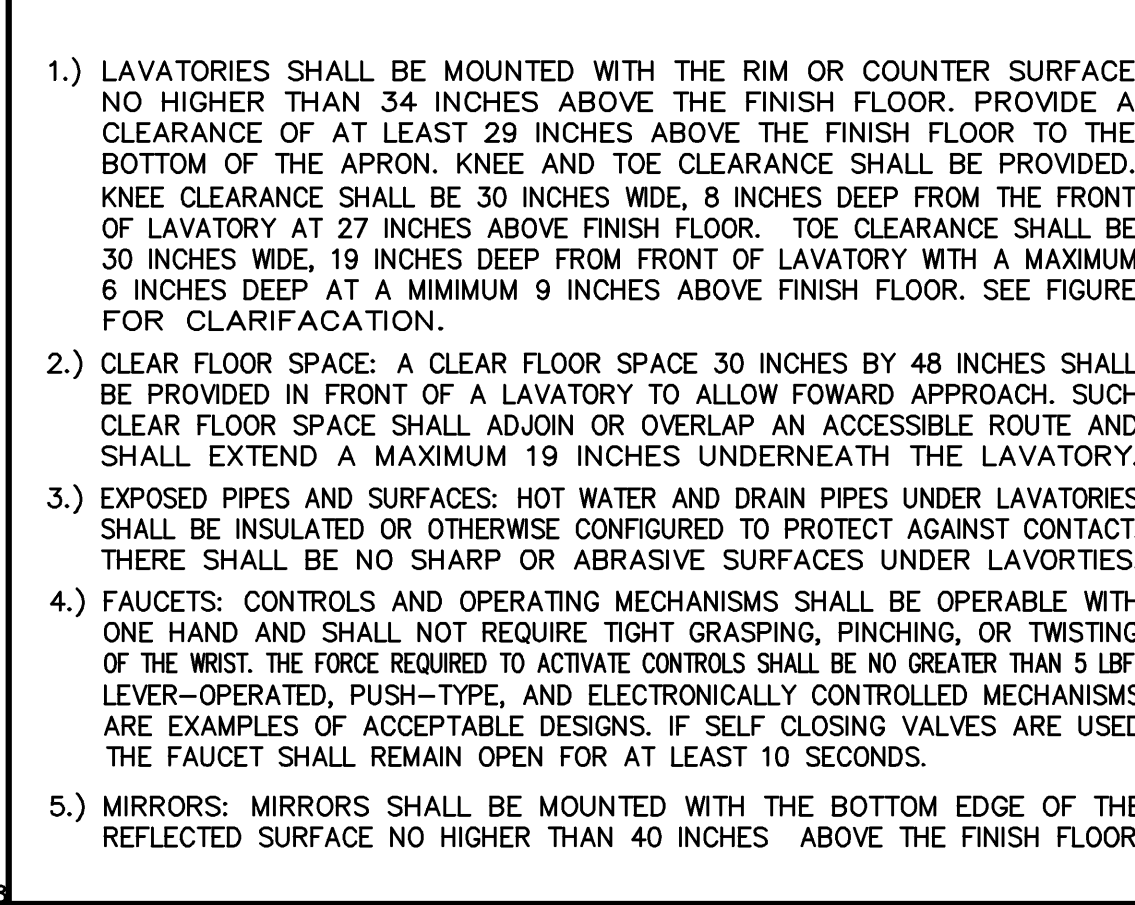 1.) LAVATORIES SHALL BE MOUNTED WITH THE RIM OR COUNTER SURFACE
NO HIGHER THAN 34 INCHES ABOVE THE FINISH FLOOR. PROVIDE A
CLEARANCE OF AT LEAST 29 INCHES ABOVE THE FINISH FLOOR TO THE
BOTTOM OF THE APRON. KNEE AND TOE CLEARANCE SHALL BE PROVIDED.
KNEE CLEARANCE SHALL BE 30 INCHES WIDE, 8 INCHES DEEP FROM THE FRONT
OF LAVATORY AT 27 INCHES ABOVE FINISH FLOOR. TOE CLEARANCE SHALL BE
30 INCHES WIDE, 19 INCHES DEEP FROM FRONT OF LAVATORY WITH A MAXIMUM
6 INCHES DEEP AT A MIMIMUM 9 INCHES ABOVE FINISH FLOOR. SEE FIGURE
FOR CLARIFACATION.
2.) CLEAR FLOOR SPACE: A CLEAR FLOOR SPACE 30 INCHES BY 48 INCHES SHALL
BE PROVIDED IN FRONT OF A LAVATORY TO ALLOW FOWARD APPROACH. SUCH
CLEAR FLOOR SPACE SHALL ADJOIN OR OVERLAP AN ACCESSIBLE ROUTE AND
SHALL EXTEND A MAXIMUM 19 INCHES UNDERNEATH THE LAVATORY.
3.) EXPOSED PIPES AND SURFACES: HOT WATER AND DRAIN PIPES UNDER LAVATORIES
SHALL BE INSULATED OR OTHERWISE CONFIGURED TO PROTECT AGAINST CONTACT.
THERE SHALL BE NO SHARP OR ABRASIVE SURFACES UNDER LAVORTIES.
4.) FAUCETS: CONTROLS AND OPERATING MECHANISMS SHALL BE OPERABLE WITH
ONE HAND AND SHALL NOT REQUIRE TIGHT GRASPING, PINCHING, OR TWISTING
OF THE WRIST. THE FORCE REQUIRED TO ACTIVATE CONTROLS SHALL BE NO GREATER THAN 5 LBF.
LEVER-OPERATED, PUSH-TYPE, AND ELECTRONICALLY CONTROLLED MECHANISMS
ARE EXAMPLES OF ACCEPTABLE DESIGNS. IF SELF CLOSING VALVES ARE USED
THE FAUCET SHALL REMAIN OPEN FOR AT LEAST 10 SECONDS.
5.) MIRRORS: MIRRORS SHALL BE MOUNTED WITH THE BOTTOM EDGE OF THE
REFLECTED SURFACE NO HIGHER THAN 40 INCHES ABOVE THE FINISH FLOOR